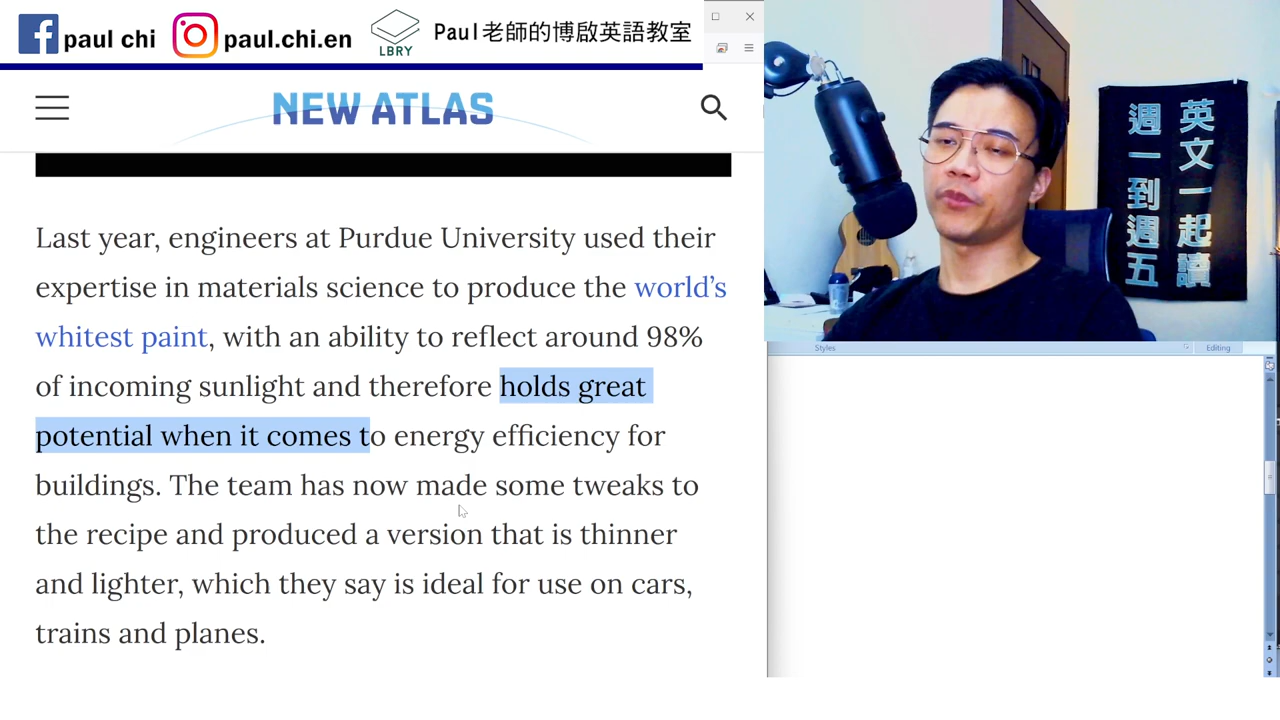 paul chi
paul.chi.en
LBRY
Paul老師的博啟英語教室
NEW ATLAS
Last year, engineers at Purdue University used their
expertise in materials science to produce the world's
whitest paint, with an ability to reflect around 98%
of incoming sunlight and therefore holds great
potential when it comes to energy efficiency for
buildings. The team has now made some tweaks to
the recipe and produced a version that is thinner
and lighter, which they say is ideal for use on cars,
trains and planes.
英文一起讀
週一到週五
Styles
Editing